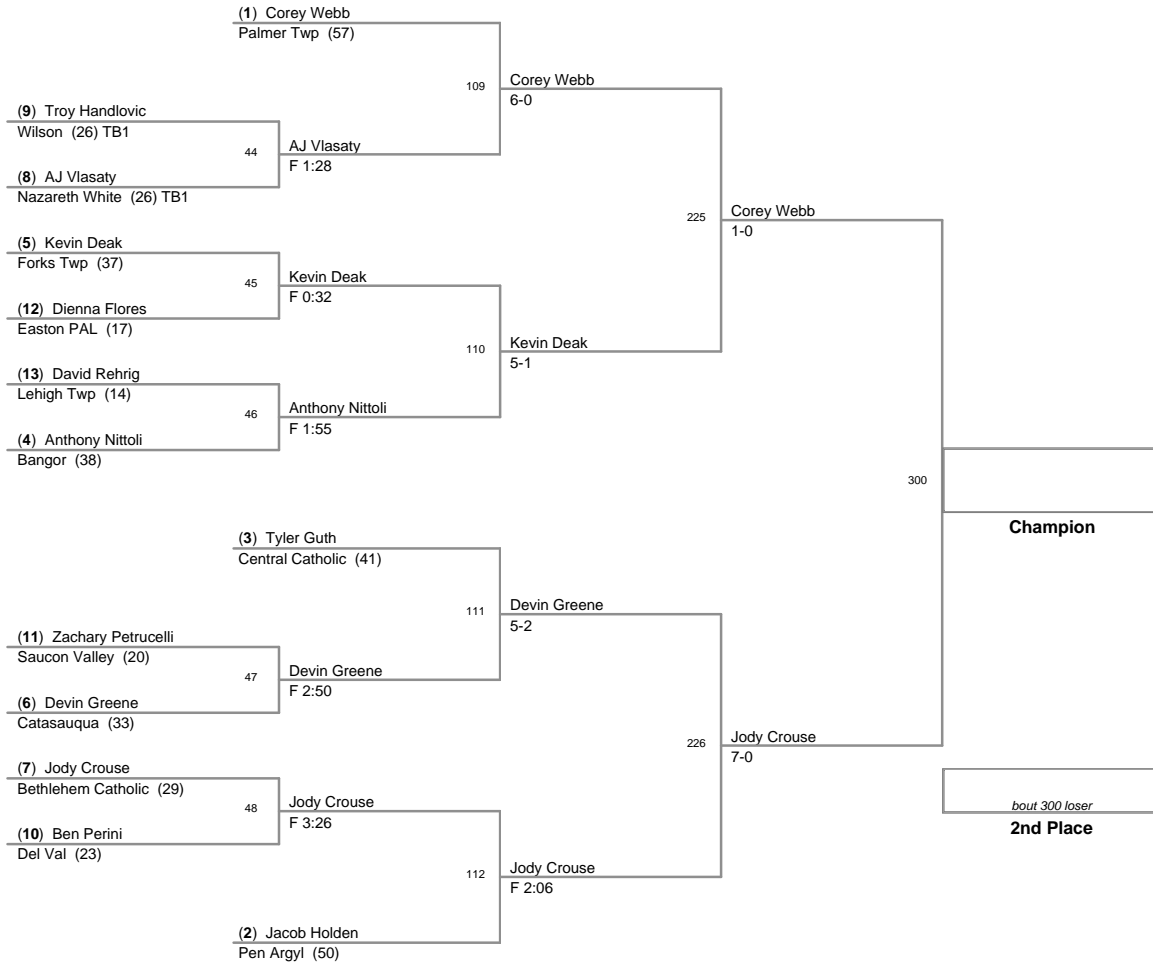 (1) Corey Webb
Palmer Twp (57)
109
Corey Webb
6-0
(9) Troy Handlovic
Wilson (26) TB1
44
AJ Vlasaty
F 1:28
(8) AJ Vlasaty
Nazareth White (26) TB1
225
Corey Webb
1-0
(5) Kevin Deak
Forks Twp (37)
45
Kevin Deak
F 0:32
(12) Dienna Flores
Easton PAL (17)
110
Kevin Deak
5-1
(13) David Rehrig
Lehigh Twp (14)
46
Anthony Nittoli
F 1:55
(4) Anthony Nittoli
Bangor (38)
300
Champion
(3) Tyler Guth
Central Catholic (41)
111
Devin Greene
5-2
(11) Zachary Petrucelli
Saucon Valley (20)
47
Devin Greene
F 2:50
(6) Devin Greene
Catasauqua (33)
226
Jody Crouse
7-0
(7) Jody Crouse
Bethlehem Catholic (29)
48
Jody Crouse
F 3:26
(10) Ben Perini
Del Val (23)
bout 300 loser
2nd Place
112
Jody Crouse
F 2:06
(2) Jacob Holden
Pen Argyl (50)